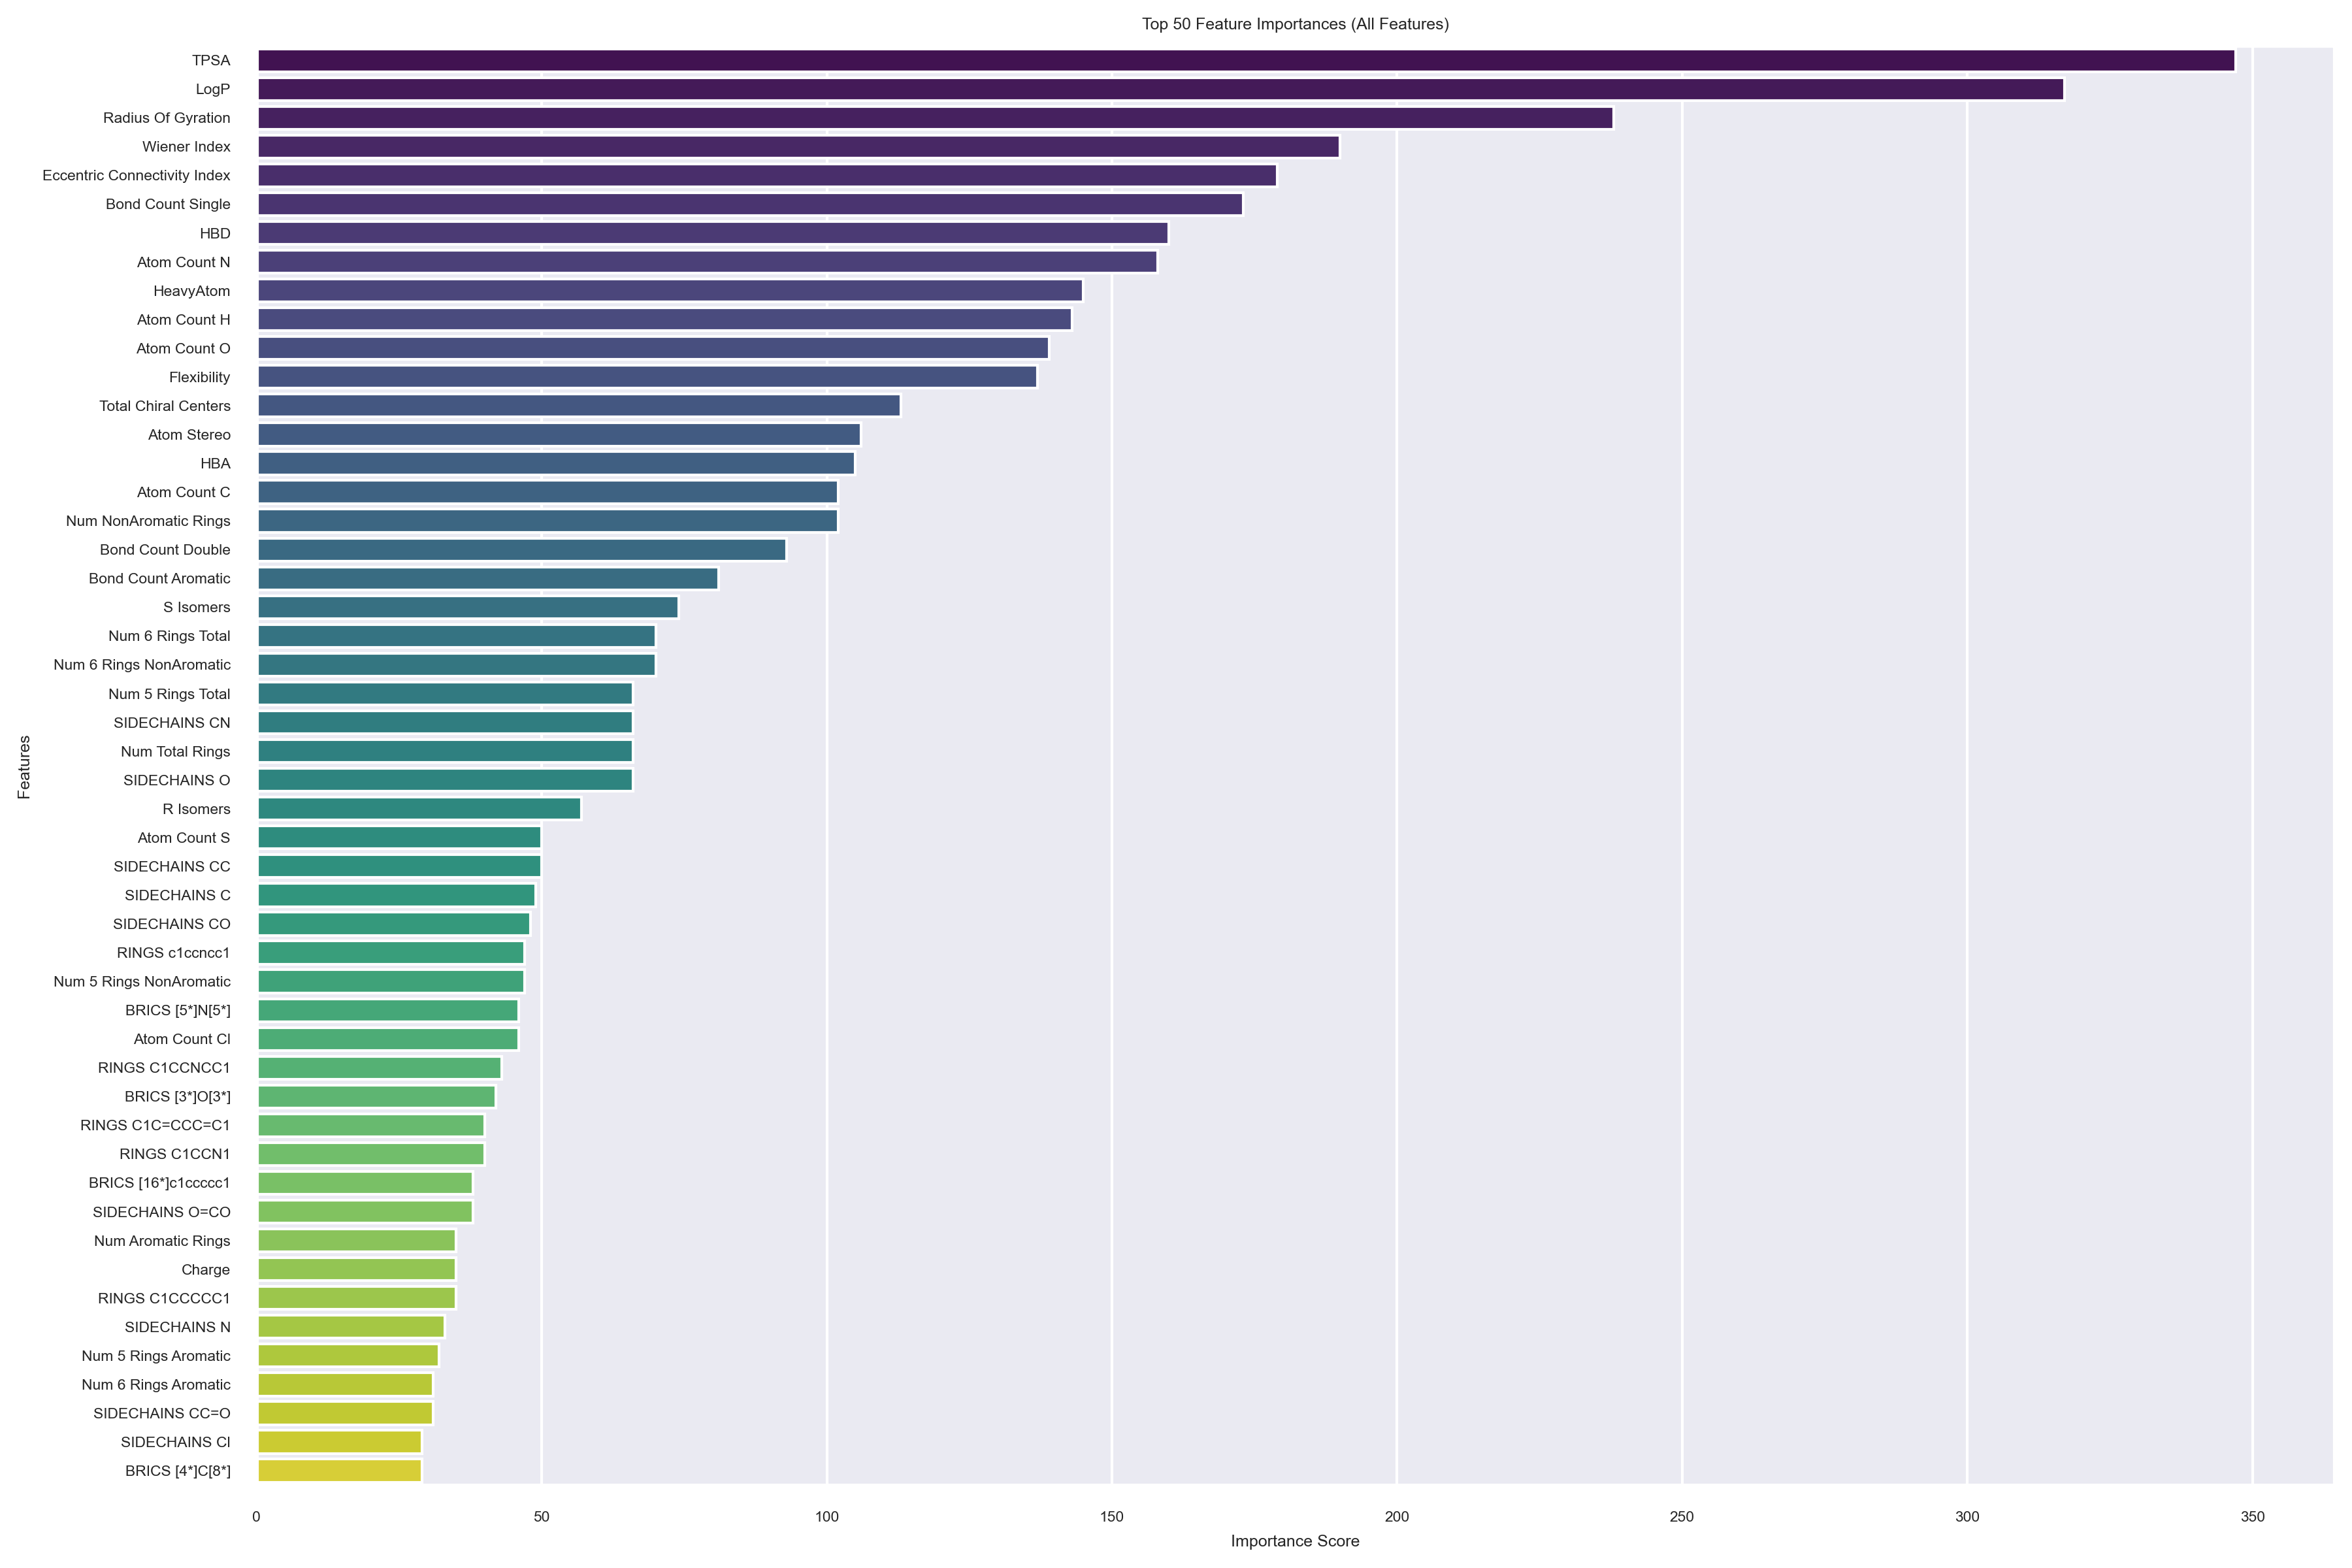 Top 50 Feature Importances (All Features)
TPSA
LogP
Radius Of Gyration
Wiener Index
Eccentric Connectivity Index
Bond Count Single
HBD
Atom Count N
HeavyAtom
Atom Count H
Atom Count O
Flexibility
Total Chiral Centers
Atom Stereo
HBA
Atom Count C
Num NonAromatic Rings
Bond Count Double
Bond Count Aromatic
S Isomers
Num 6 Rings Total
Num 6 Rings NonAromatic
Num 5 Rings Total
SIDECHAINS CN
Num Total Rings
SIDECHAINS O
R Isomers
Atom Count S
SIDECHAINS CC
SIDECHAINS C
SIDECHAINS CO
RINGS c1ccncc1
Num 5 Rings NonAromatic
BRICS [5*]N[5*]
Atom Count Cl
RINGS C1CCNCC1
BRICS [3*]O[3*]
RINGS C1C=CCC=C1
RINGS C1CCN1
BRICS [16*]c1ccccc1
SIDECHAINS O=CO
Num Aromatic Rings
Charge
RINGS C1CCCCC1
SIDECHAINS N
Num 5 Rings Aromatic
Num 6 Rings Aromatic
SIDECHAINS CC=O
SIDECHAINS Cl
BRICS [4*]C[8*]
Features
0 50 100 150 200 250 300 350
Importance Score